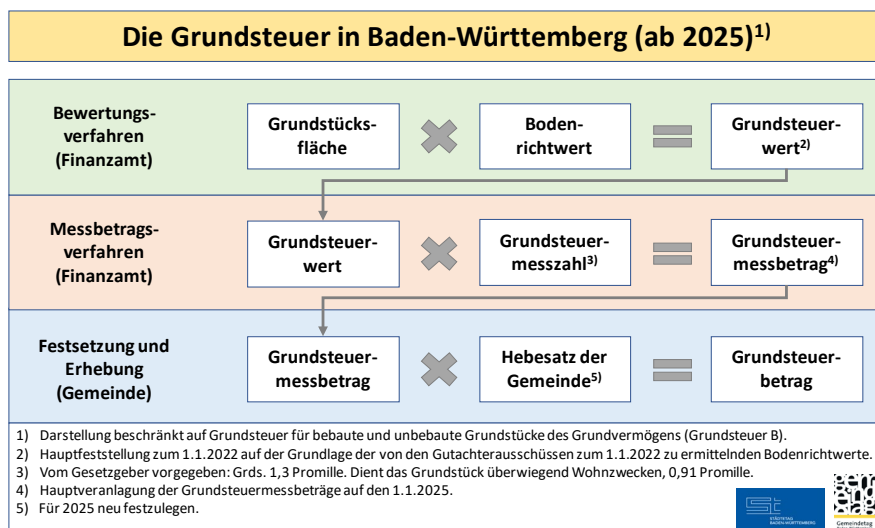 Die Grundsteuer in Baden-Württemberg (ab 2025)1)
Bewertungs-
verfahren
(Finanzamt)
Grundstücks-
fläche
Boden-
richtwert
Grundsteuer-
wert2)
Messbetrags-
verfahren
(Finanzamt)
Grundsteuer-
wert
Grundsteuer-
messzahl3)
Grundsteuer-
messbetrag4)
Festsetzung und
Erhebung
(Gemeinde)
Grundsteuer-
messbetrag
Hebesatz der
Gemeinde5)
Grundsteuer-
betrag
1) Darstellung beschränkt auf Grundsteuer für bebaute und unbebaute Grundstücke des Grundvermögens (Grundsteuer B).
2) Hauptfeststellung zum 1.1.2022 auf der Grundlage der von den Gutachterausschüssen zum 1.1.2022 zu ermittelnden Bodenrichtwerte.
3) Vom Gesetzgeber vorgegeben: Grds. 1,3 Promille. Dient das Grundstück überwiegend Wohnzwecken, 0,91 Promille.
4) Hauptveranlagung der Grundsteuermessbeträge auf den 1.1.2025.
5) Für 2025 neu festzulegen.
STÄDTETAG
BADEN-WÜRTTEMBERG
Gemeindetag